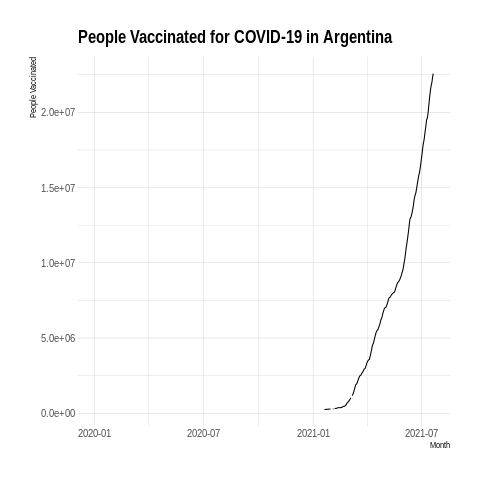 People Vaccinated for COVID-19 in Argentina
People Vaccinated
2.0e+07
1.5e+07
1.0e+07
5.0e+06
0.0e+00
2020-01 2020-07 2021-01 2021-07
Month